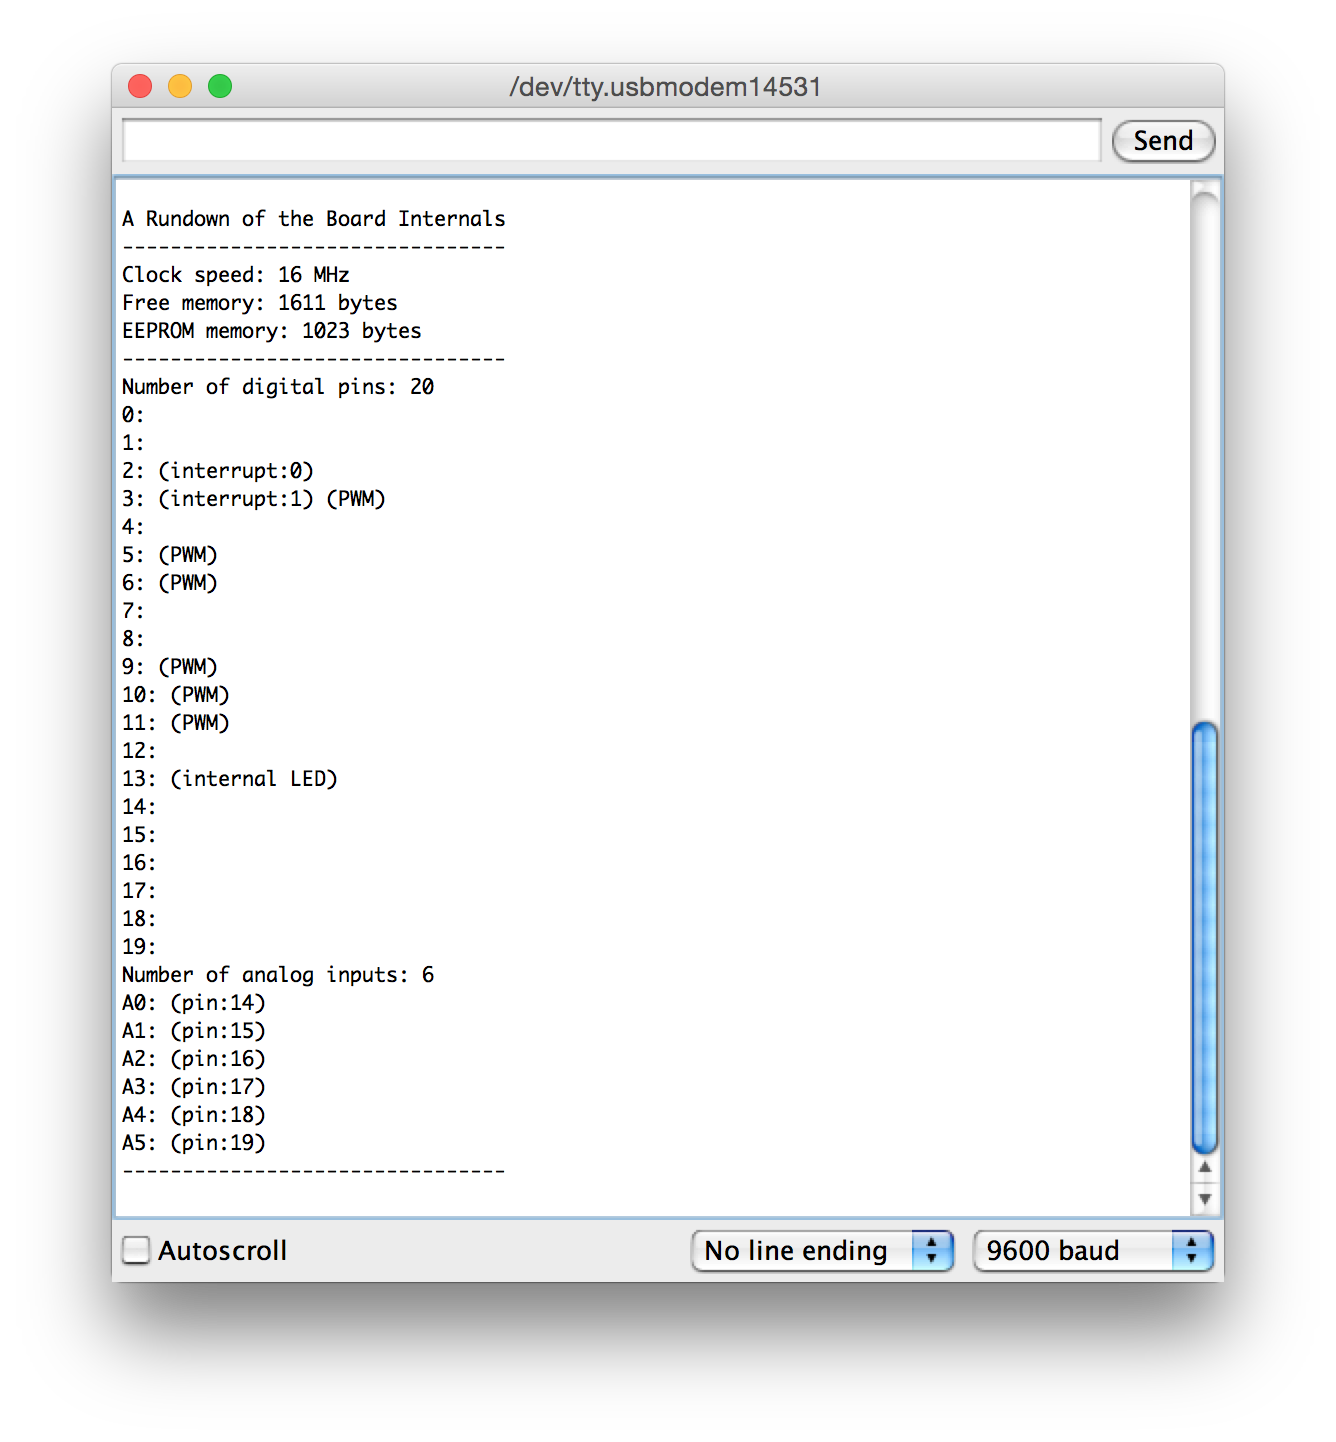 /dev/tty.usbmodem14531
Send
A Rundown of the Board Internals
--------------------------------
Clock speed: 16 MHz
Free memory: 1611 bytes
EEPROM memory: 1023 bytes
--------------------------------
Number of digital pins: 20
0:
1:
2: (interrupt:0)
3: (interrupt:1) (PWM)
4:
5: (PWM)
6: (PWM)
7:
8:
9: (PWM)
10: (PWM)
11: (PWM)
12:
13: (internal LED)
14:
15:
16:
17:
18:
19:
Number of analog inputs: 6
A0: (pin:14)
A1: (pin:15)
A2: (pin:16)
A3: (pin:17)
A4: (pin:18)
A5: (pin:19)
--------------------------------
Autoscroll No line ending 9600 baud